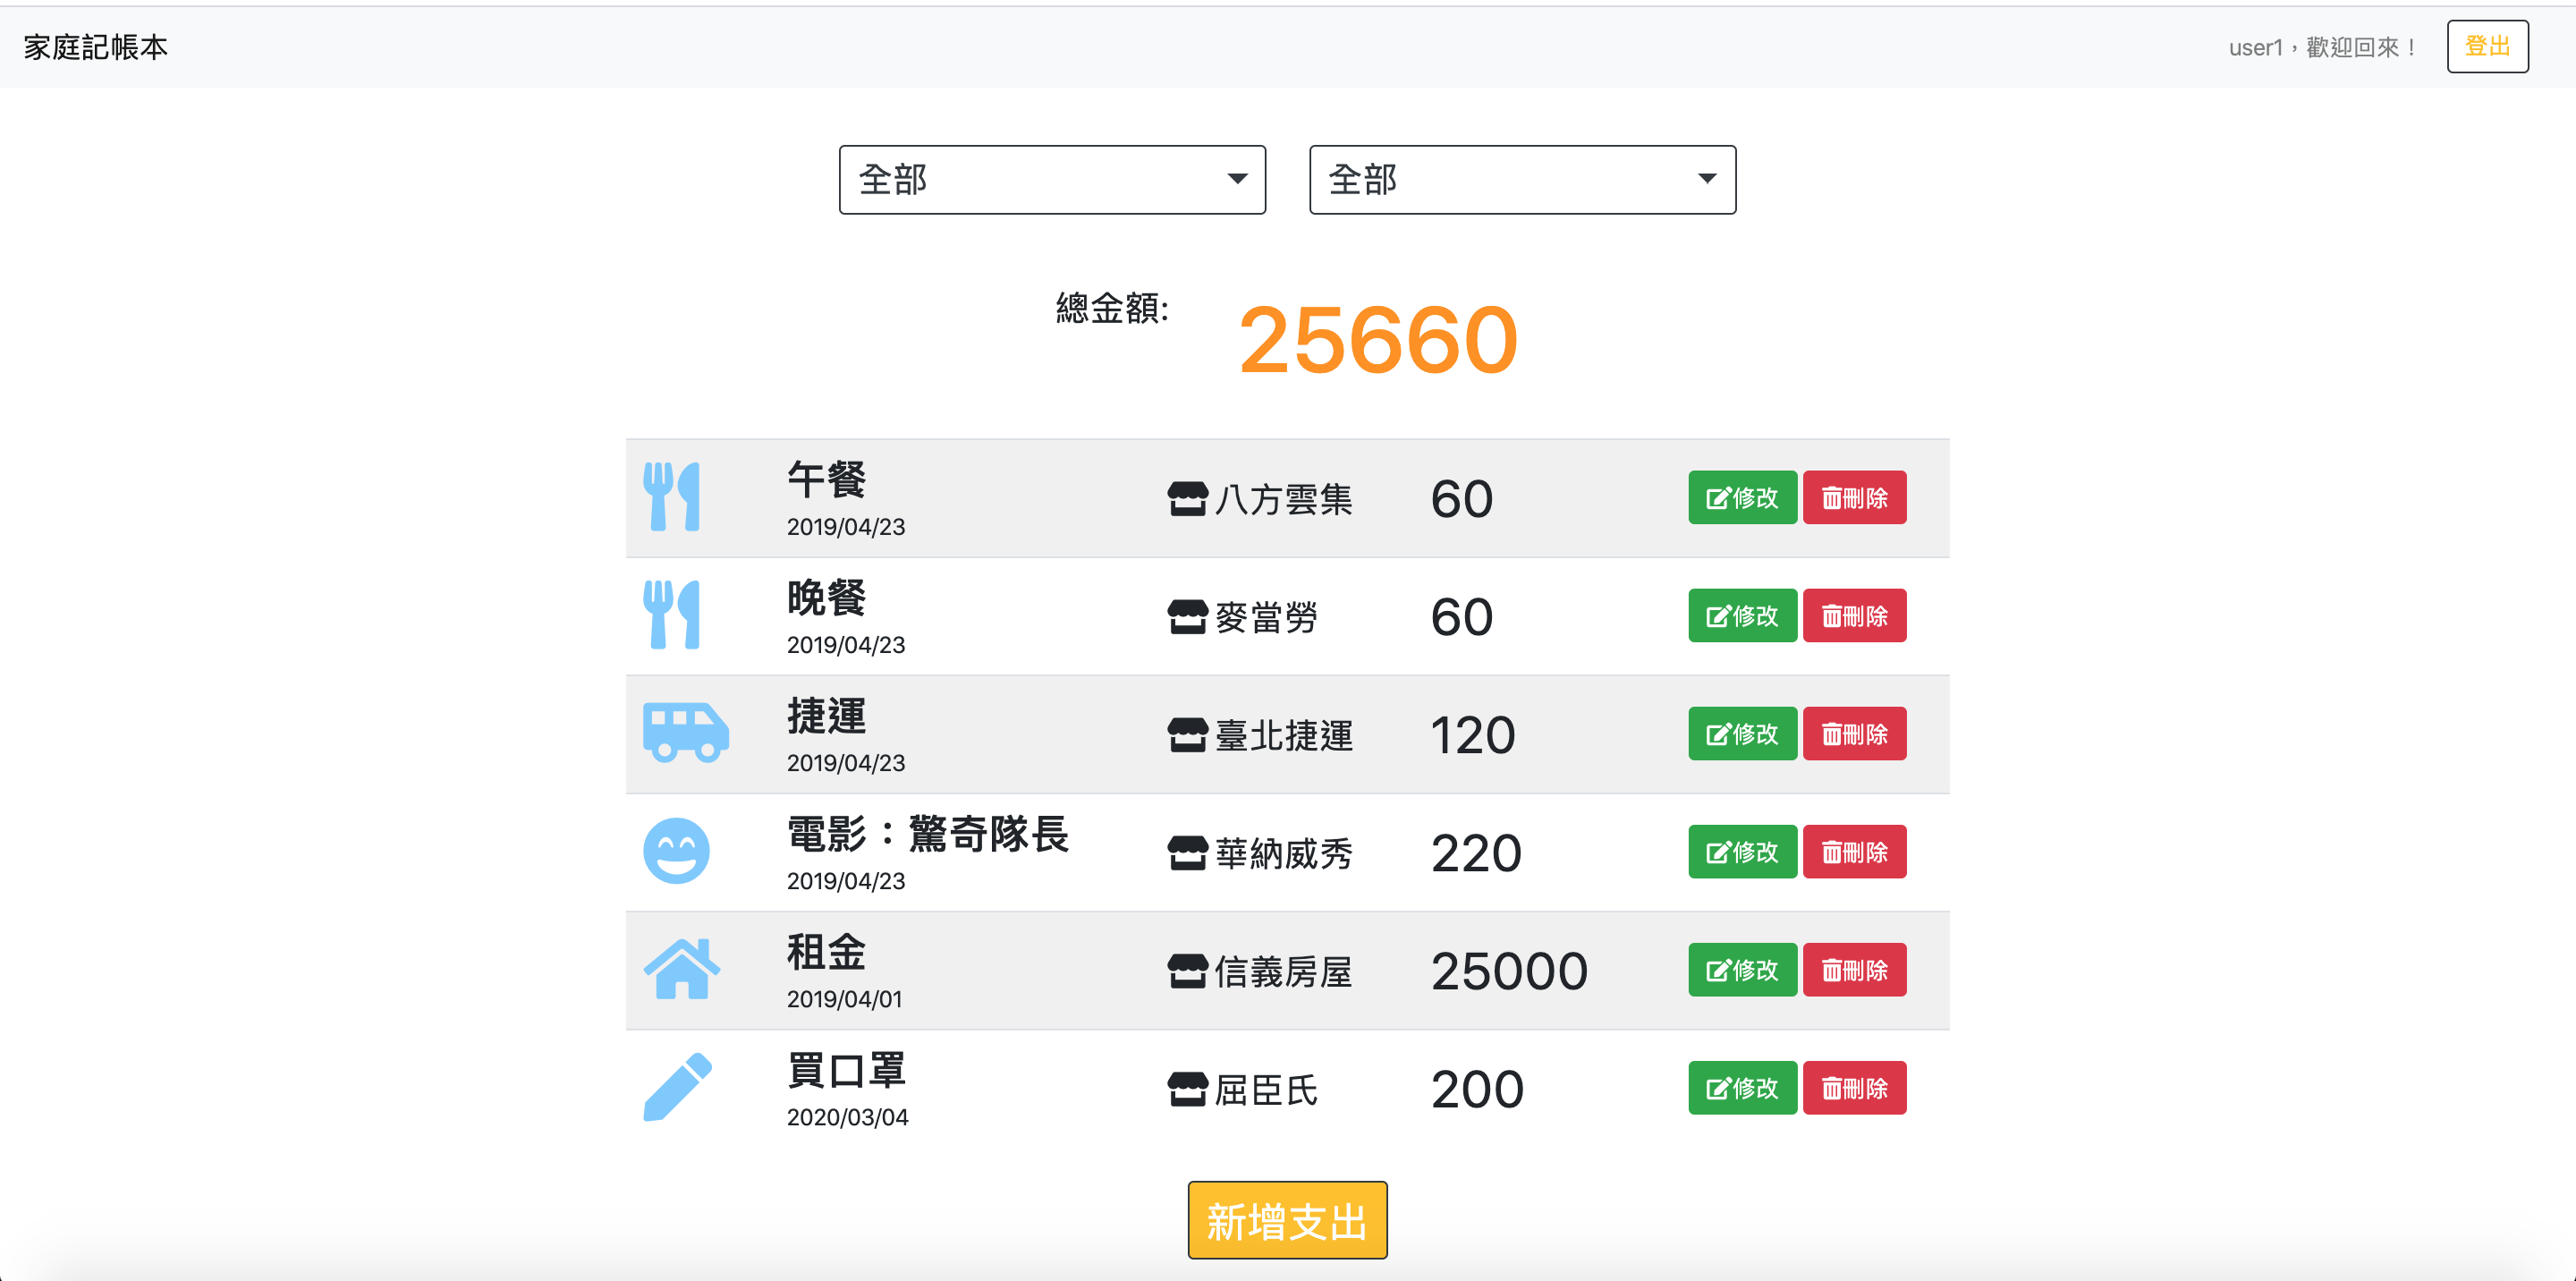 家庭記帳本
user1，歡迎回來！ 登出
全部 全部
總金額: 25660
午餐
2019/04/23
八方雲集 60 修改 刪除
晚餐
2019/04/23
麥當勞 60 修改 刪除
捷運
2019/04/23
臺北捷運 120 修改 刪除
電影：驚奇隊長
2019/04/23
華納威秀 220 修改 刪除
租金
2019/04/01
信義房屋 25000 修改 刪除
買口罩
2020/03/04
屈臣氏 200 修改 刪除
新增支出